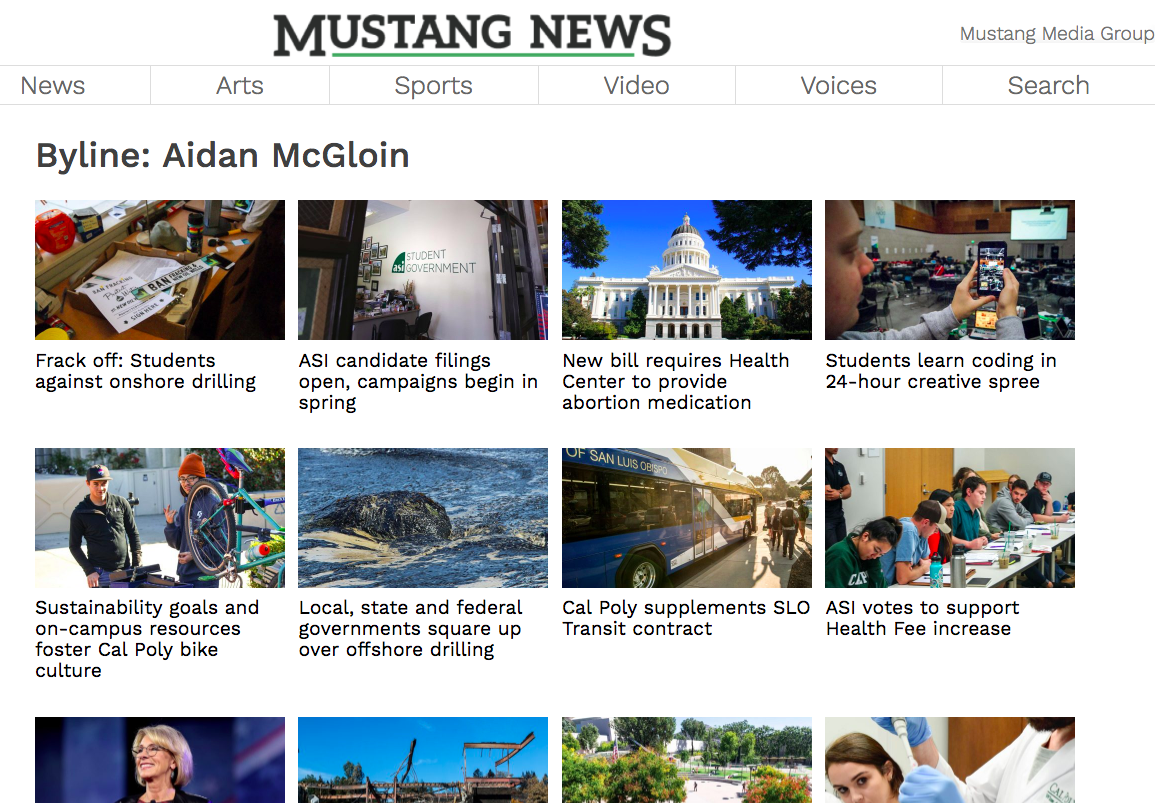 MUSTANG NEWS
Mustang Media Group
News
Arts
Sports
Video
Voices
Search
Byline: Aidan McGloin
BAN FRACKING
BAN FRACKING &
SIGN HERE
asi STUDENT
GOVERNMENT
Frack off: Students
against onshore drilling
ASI candidate filings
open, campaigns begin in
spring
New bill requires Health
Center to provide
abortion medication
Students learn coding in
24-hour creative spree
OF SAN LUIS OBISPO
CAL
Sustainability goals and
on-campus resources
foster Cal Poly bike
culture
Local, state and federal
governments square up
over offshore drilling
Cal Poly supplements SLO
Transit contract
ASI votes to support
Health Fee increase